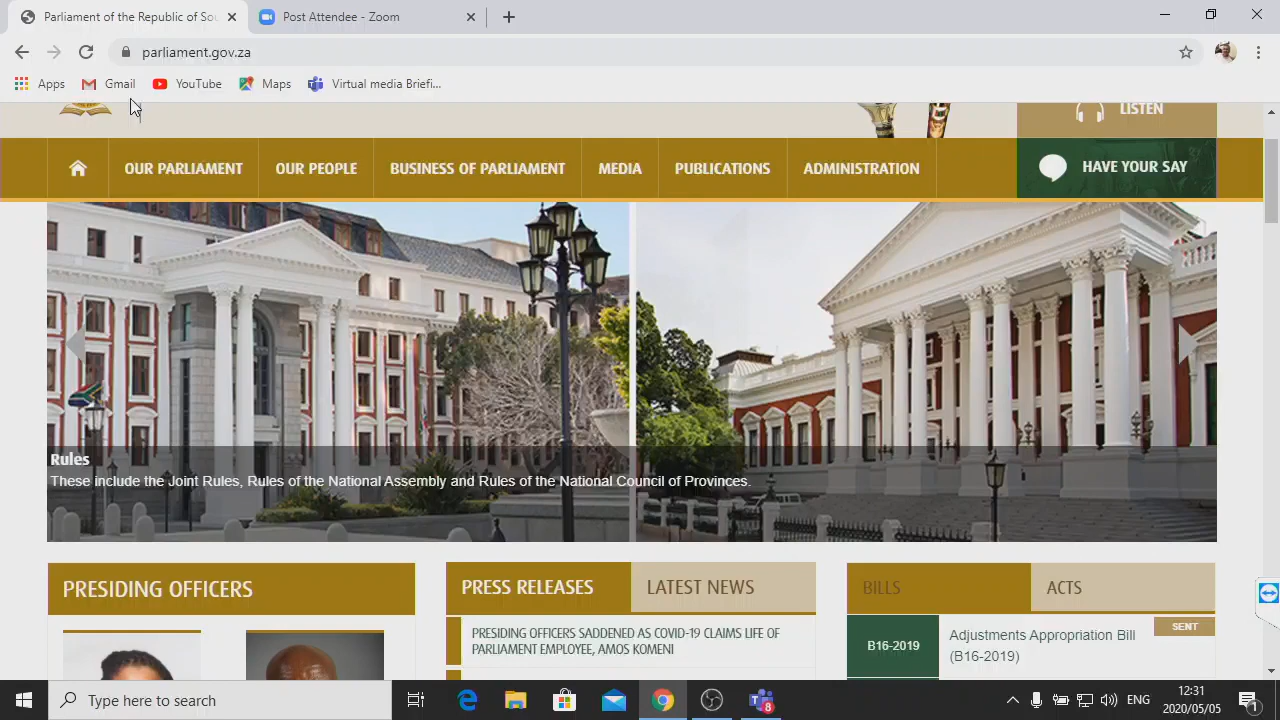 Parliament of the Republic of Sou
Post Attendee - Zoom
parliament.gov.za
Apps
Gmail
YouTube
Maps
Virtual media Briefi...
LISTEN
OUR PARLIAMENT
OUR PEOPLE
BUSINESS OF PARLIAMENT
MEDIA
PUBLICATIONS
ADMINISTRATION
HAVE YOUR SAY
Rules
These include the Joint Rules, Rules of the National Assembly and Rules of the National Council of Provinces.
PRESIDING OFFICERS
PRESS RELEASES
LATEST NEWS
BILLS
ACTS
PRESIDING OFFICERS SADDENED AS COVID-19 CLAIMS LIFE OF
PARLIAMENT EMPLOYEE, AMOS KOMENI
B16-2019
Adjustments Appropriation Bill
(B16-2019)
SENT
Type here to search
8
ENG
12:31
2020/05/05
1